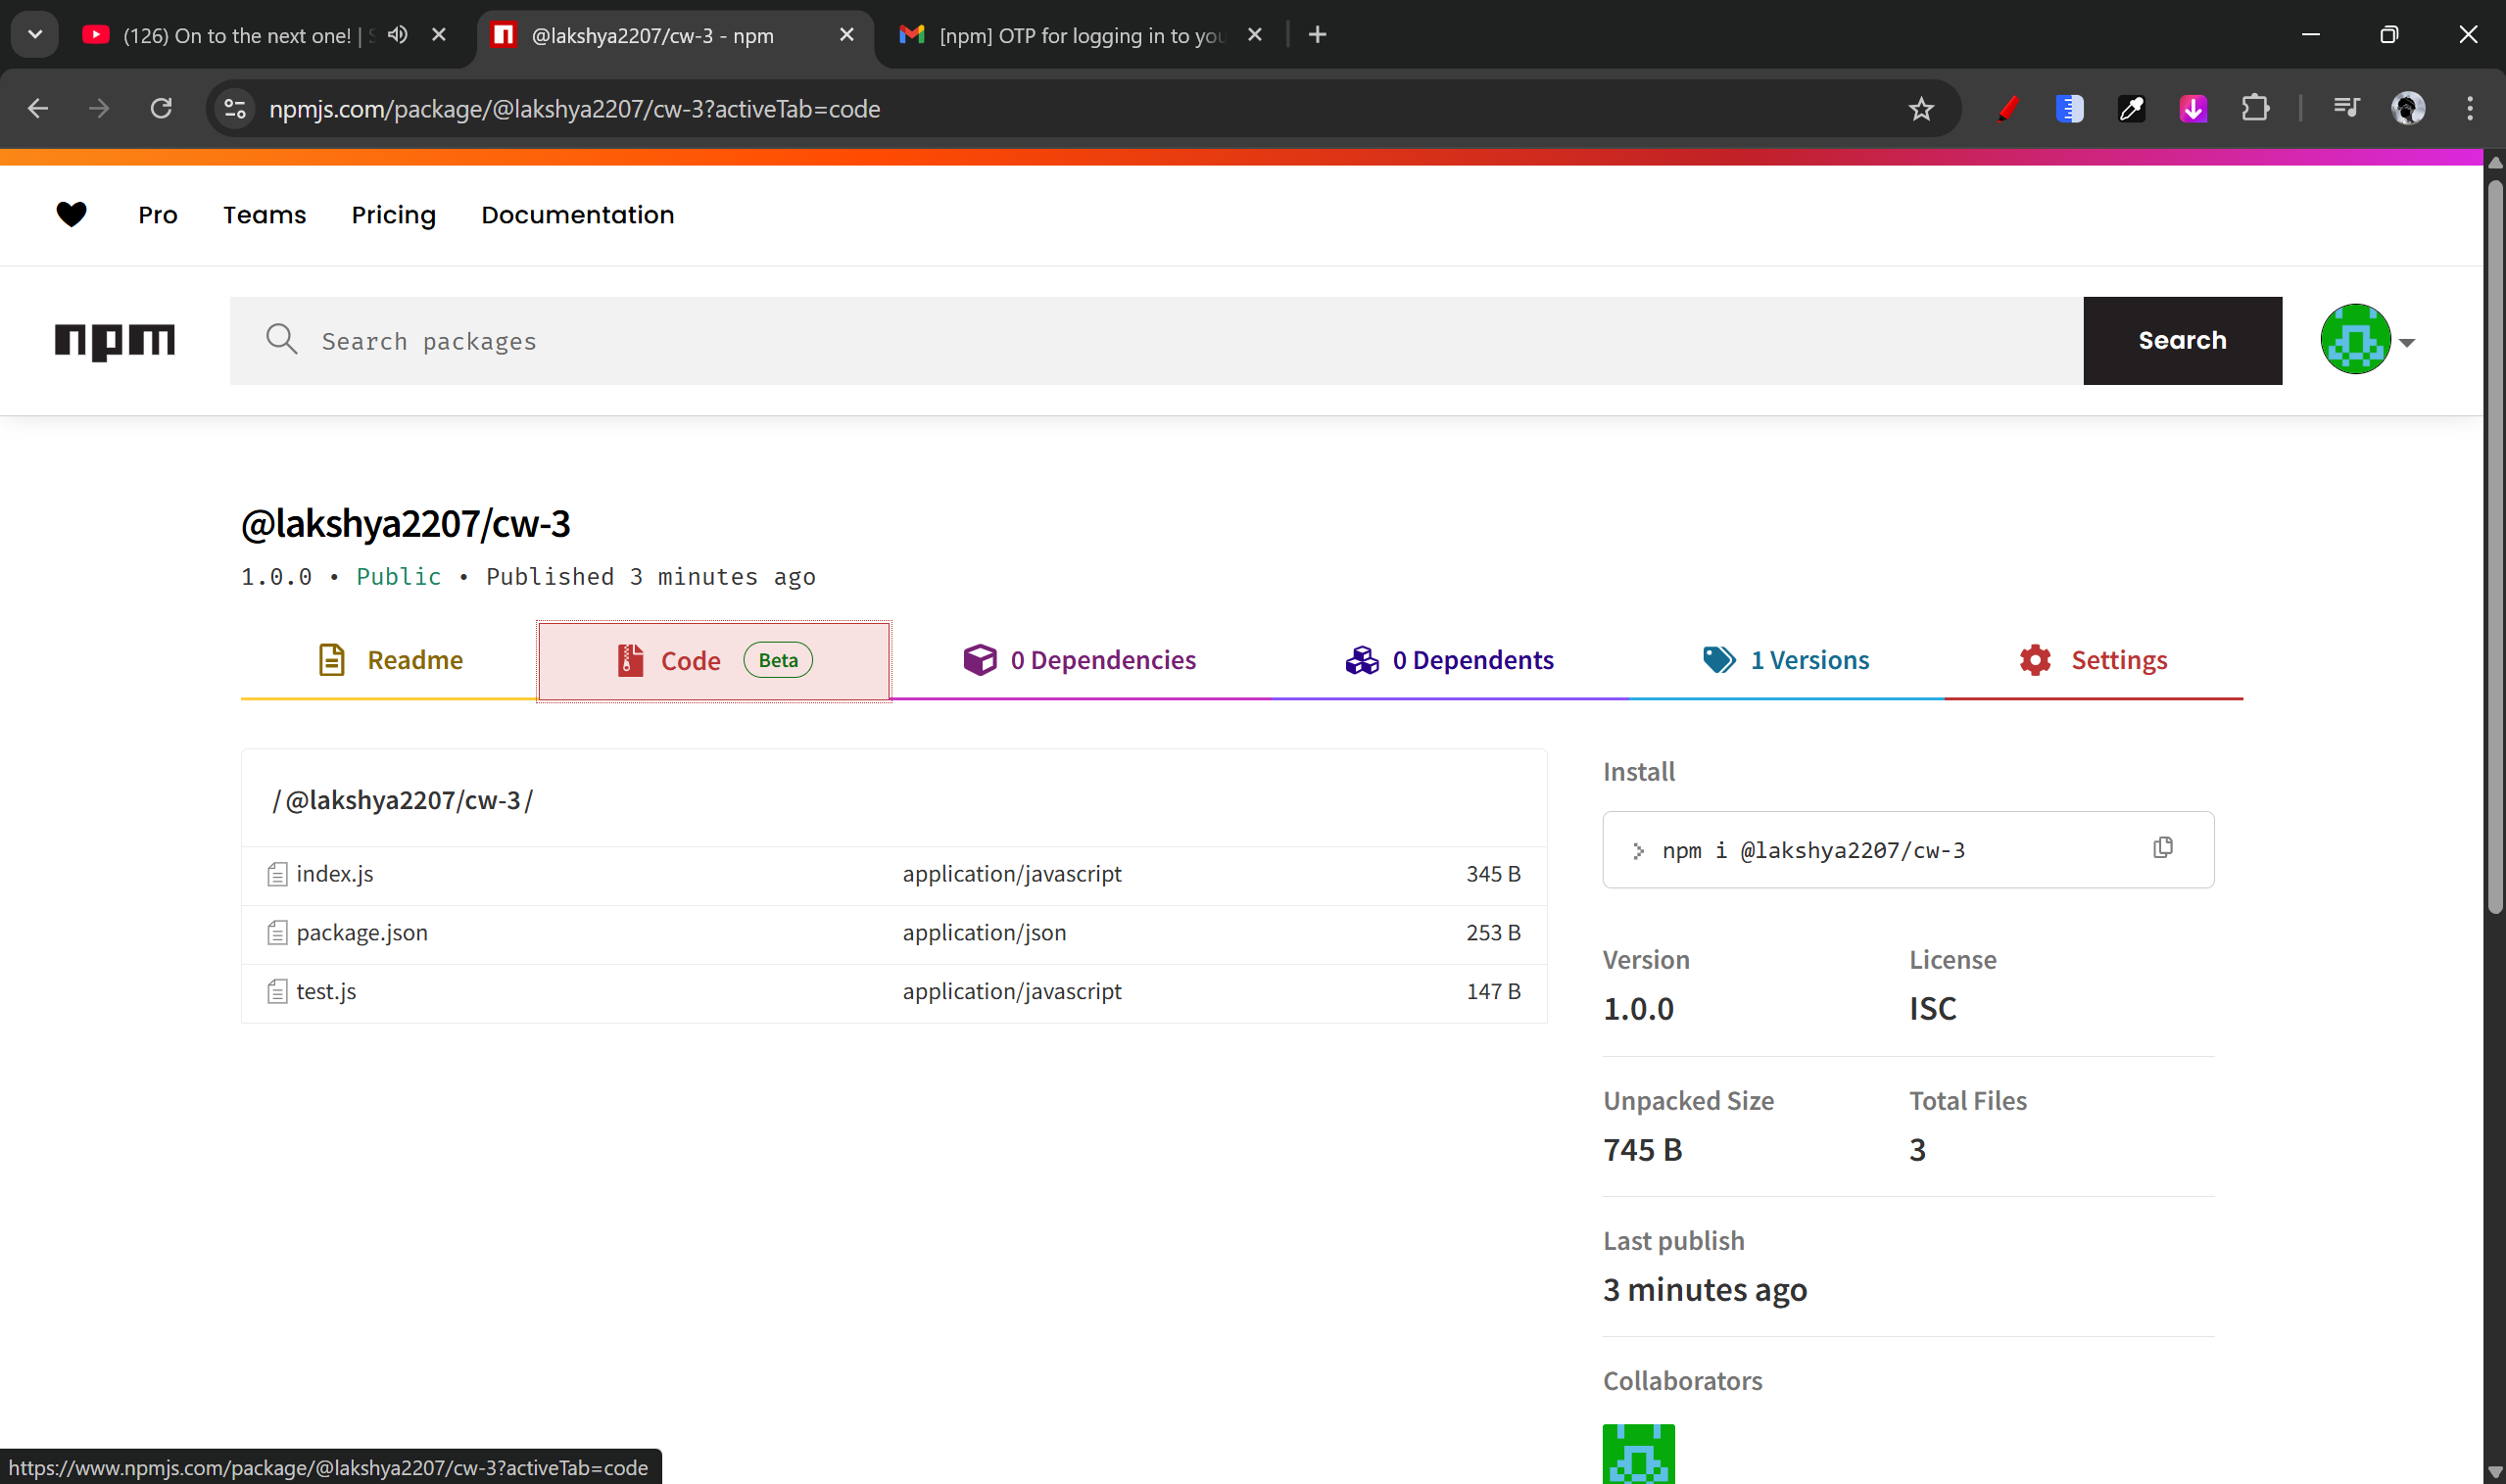 (126) On to the next one! |
@lakshya2207/cw-3 - npm
[npm] OTP for logging in to you
npmjs.com/package/@lakshya2207/cw-3?activeTab=code
Pro Teams Pricing Documentation
npm
Search packages
Search
@lakshya2207/cw-3
1.0.0 • Public • Published 3 minutes ago
Readme
Code Beta
0 Dependencies
0 Dependents
1 Versions
Settings
/ @lakshya2207/cw-3 /
index.js application/javascript 345 B
package.json application/json 253 B
test.js application/javascript 147 B
Install
> npm i @lakshya2207/cw-3
Version License
1.0.0 ISC
Unpacked Size Total Files
745 B 3
Last publish
3 minutes ago
Collaborators
https://www.npmjs.com/package/@lakshya2207/cw-3?activeTab=code